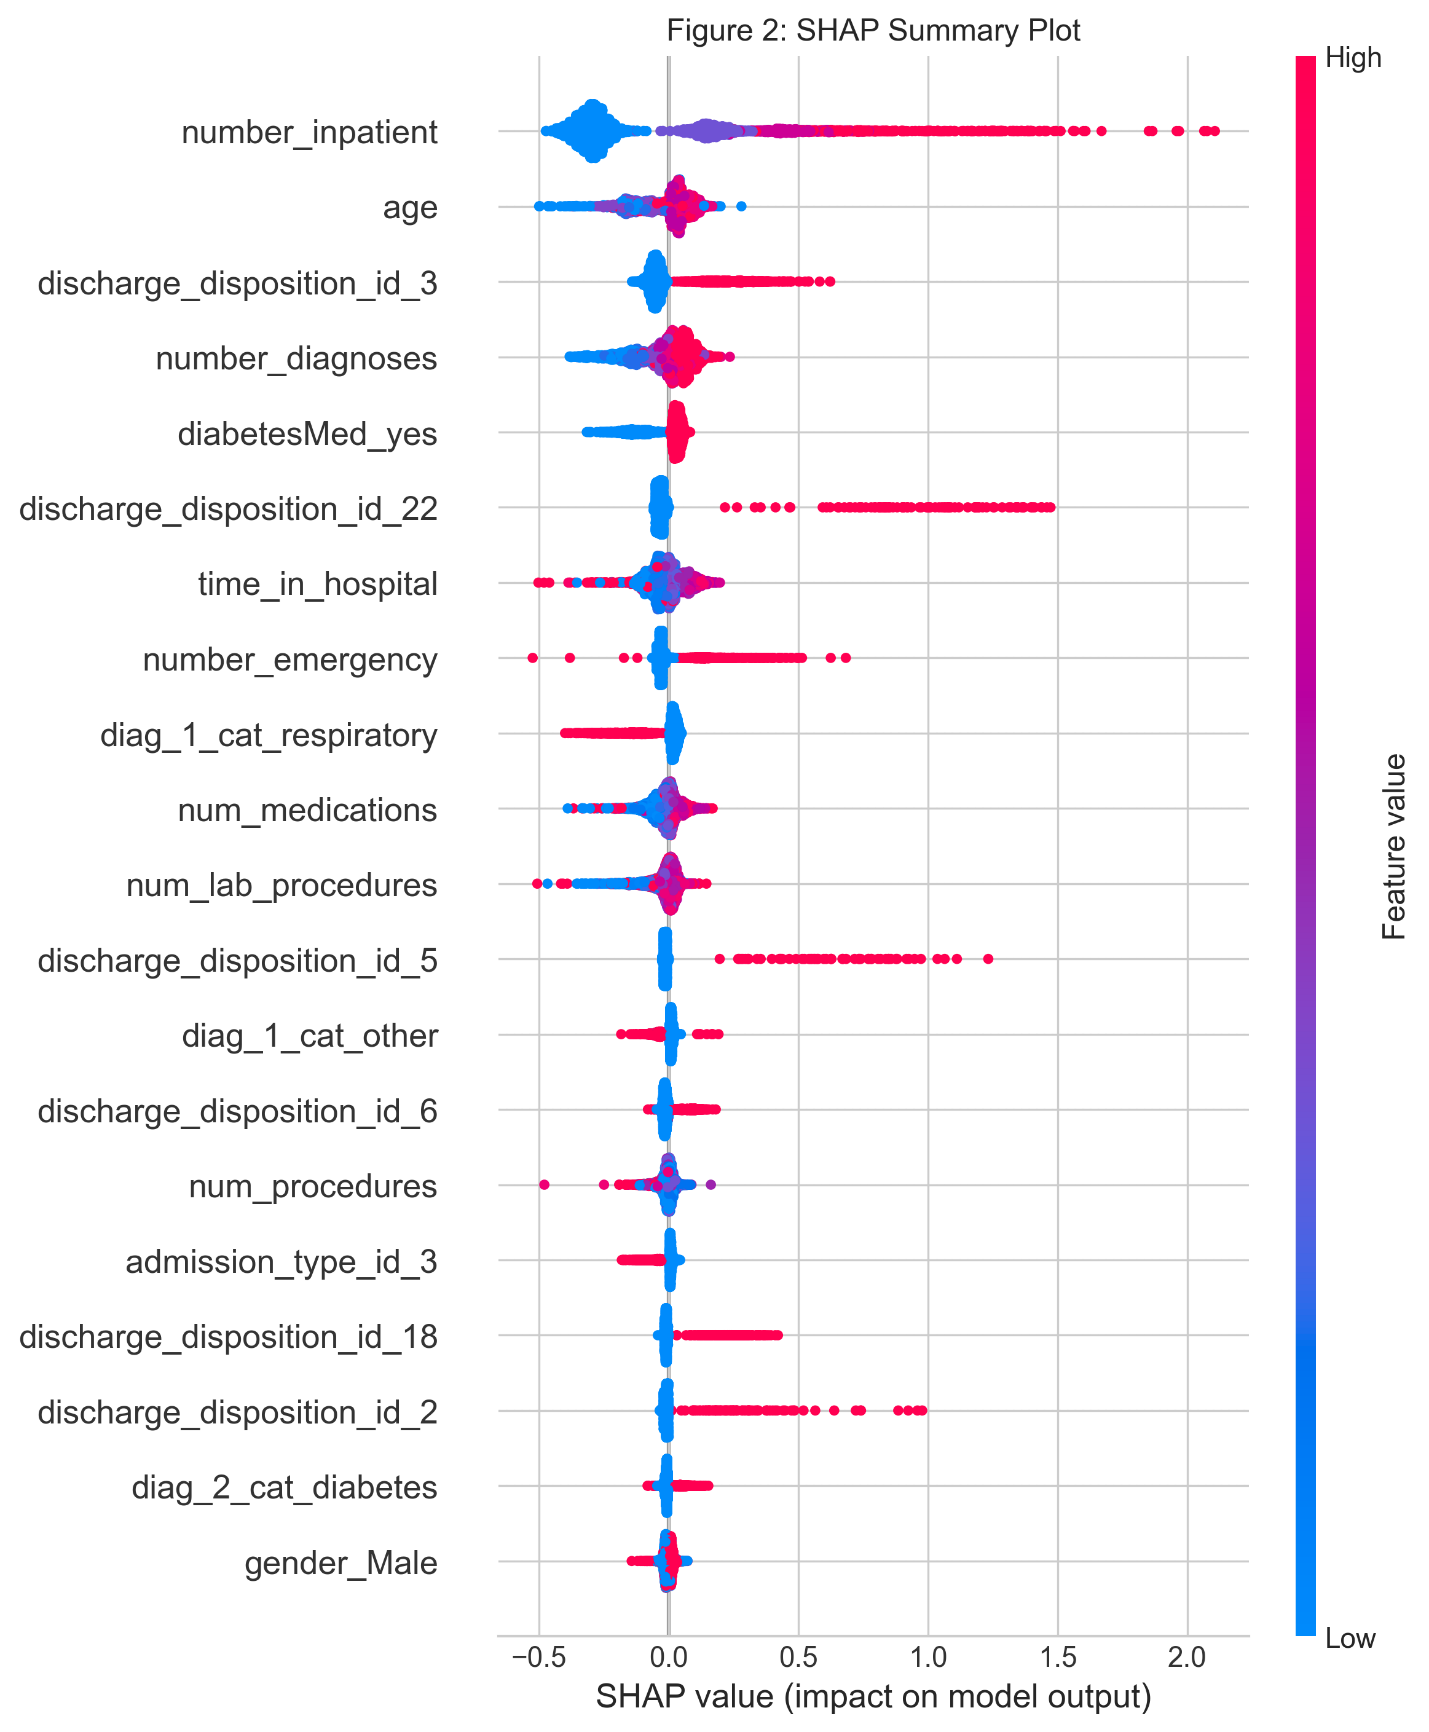 Figure 2: SHAP Summary Plot
High
number_inpatient
age
discharge_disposition_id_3
number_diagnoses
diabetesMed_yes
discharge_disposition_id_22
time_in_hospital
number_emergency
diag_1_cat_respiratory
num_medications
num_lab_procedures
discharge_disposition_id_5
diag_1_cat_other
discharge_disposition_id_6
num_procedures
admission_type_id_3
discharge_disposition_id_18
discharge_disposition_id_2
diag_2_cat_diabetes
gender_Male
Feature value
Low
−0.5 0.0 0.5 1.0 1.5 2.0
SHAP value (impact on model output)